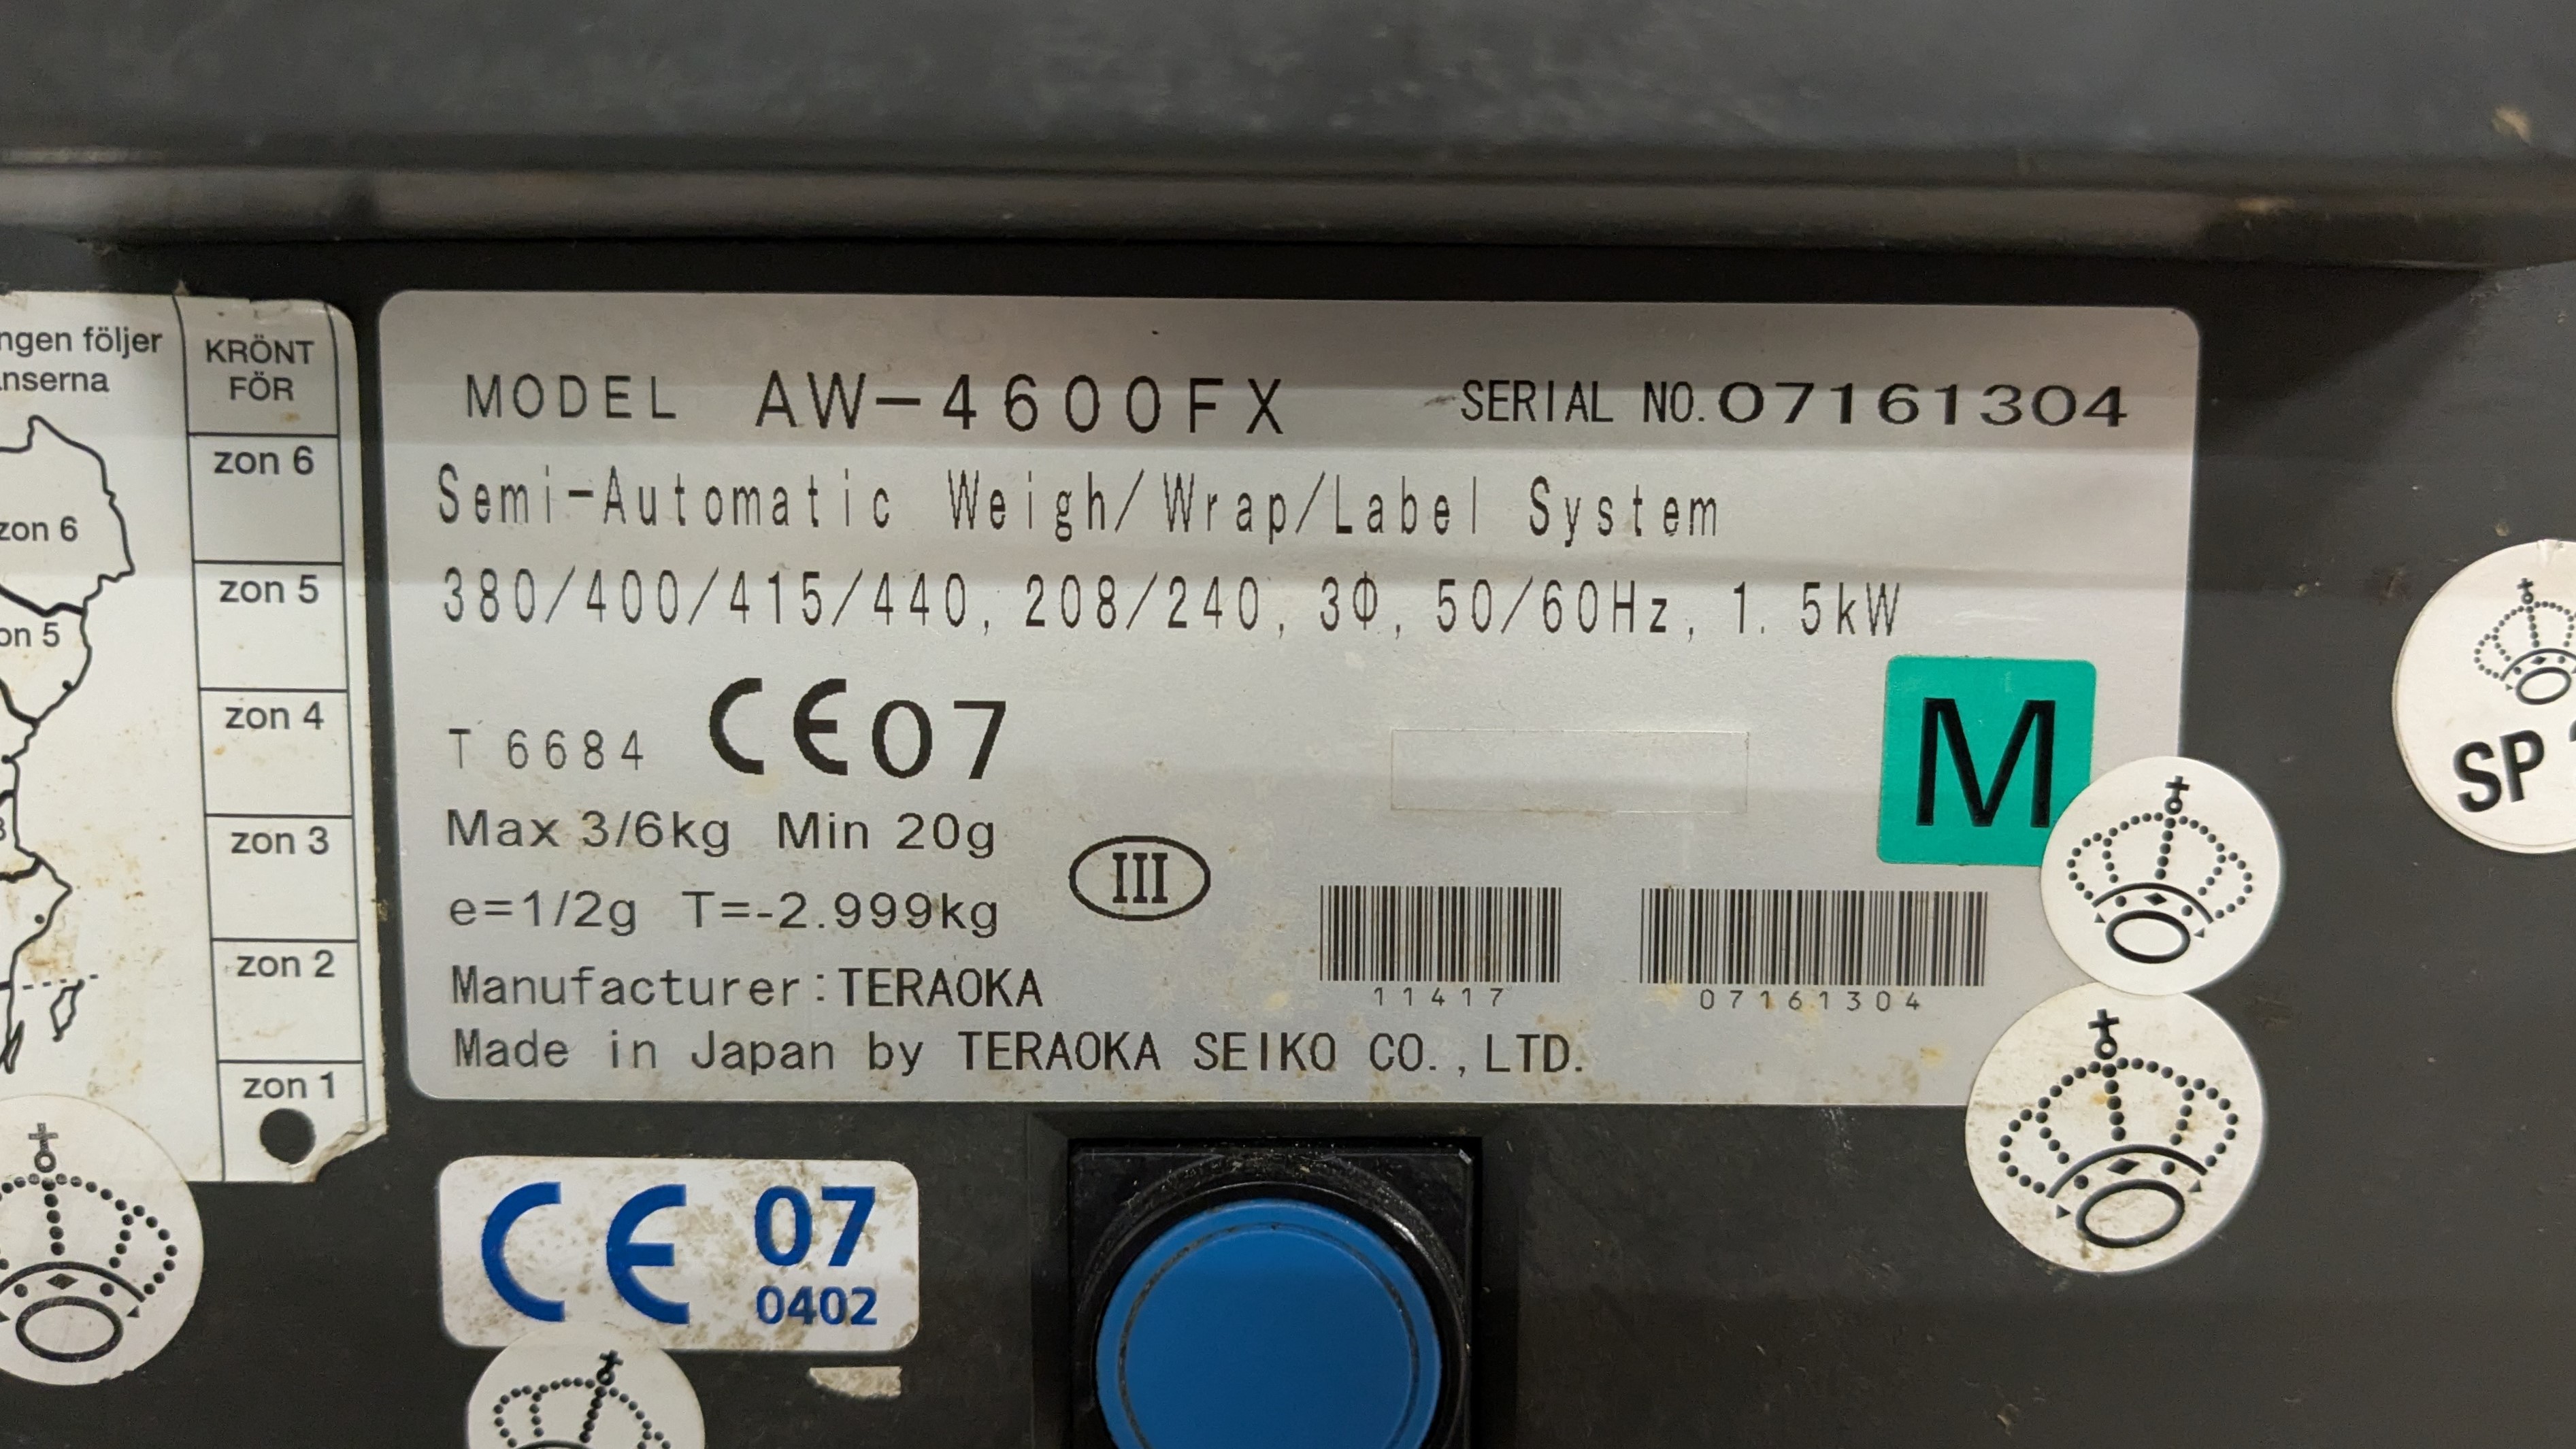 ngen följer
nserna
KRÖNT
FÖR
zon 6
zon 6
zon 5
on 5
zon 4
zon 3
zon 2
zon 1
MODEL AW-4600FX SERIAL NO. 07161304
Semi-Automatic Weigh/Wrap/Label System
380/400/415/440, 208/240, 3Φ, 50/60Hz, 1.5kW
T 6684 CE07
M
Max 3/6kg Min 20g
III
e=1/2g T=-2.999kg
Manufacturer:TERAOKA
11417
07161304
Made in Japan by TERAOKA SEIKO CO.,LTD.
CE 07
0402
SP